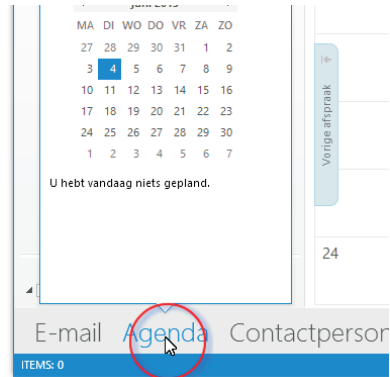 MA DI WO DO VR ZA ZO
27 28 29 30 31 1 2
3 4 5 6 7 8 9
10 11 12 13 14 15 16
17 18 19 20 21 22 23
24 25 26 27 28 29 30
1 2 3 4 5 6 7
U hebt vandaag niets gepland.
Vorige afspraak
24
E-mail Agenda Contactperson
ITEMS: 0